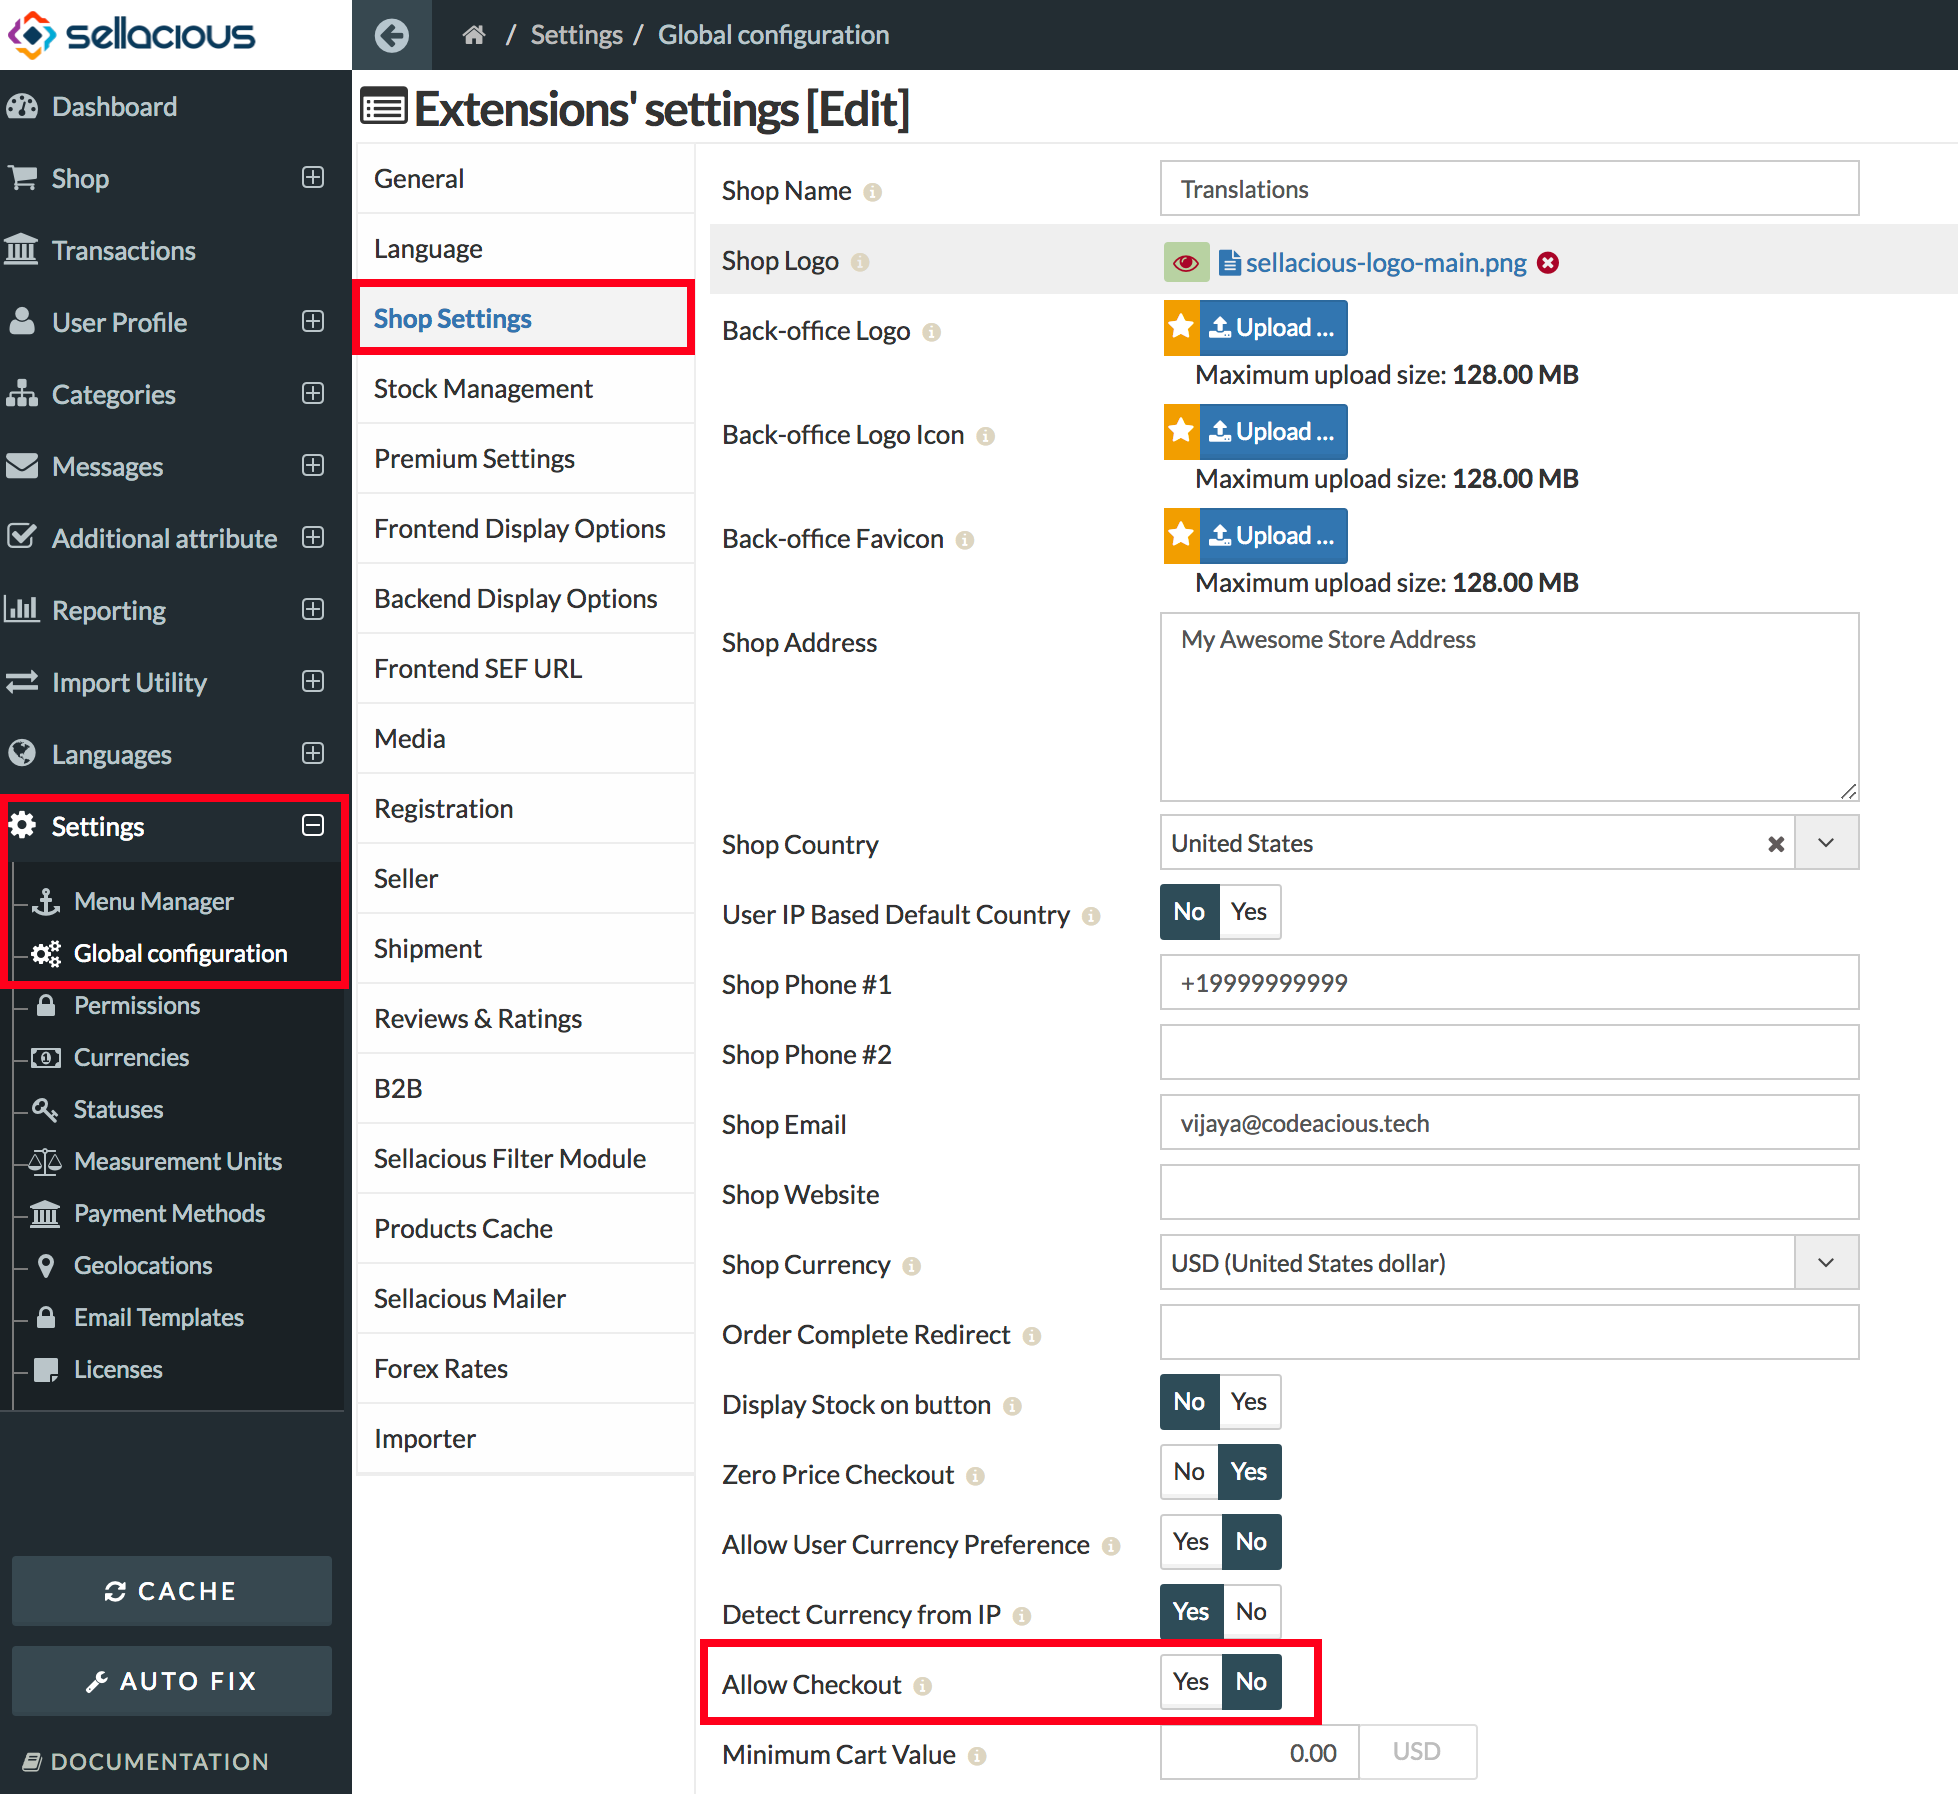 sellacious
/ Settings / Global configuration
Dashboard
Shop
Transactions
User Profile
Categories
Messages
Additional attribute
Reporting
Import Utility
Languages
Settings
Menu Manager
Global configuration
Permissions
Currencies
Statuses
Measurement Units
Payment Methods
Geolocations
Email Templates
Licenses
CACHE
AUTO FIX
DOCUMENTATION
Extensions' settings [Edit]
General
Language
Shop Settings
Stock Management
Premium Settings
Frontend Display Options
Backend Display Options
Frontend SEF URL
Media
Registration
Seller
Shipment
Reviews & Ratings
B2B
Sellacious Filter Module
Products Cache
Sellacious Mailer
Forex Rates
Importer
Shop Name Translations
Shop Logo sellacious-logo-main.png
Back-office Logo Upload ...
Maximum upload size: 128.00 MB
Back-office Logo Icon Upload ...
Maximum upload size: 128.00 MB
Back-office Favicon Upload ...
Maximum upload size: 128.00 MB
Shop Address My Awesome Store Address
Shop Country United States
User IP Based Default Country No Yes
Shop Phone #1 +19999999999
Shop Phone #2
Shop Email vijaya@codeacious.tech
Shop Website
Shop Currency USD (United States dollar)
Order Complete Redirect
Display Stock on button No Yes
Zero Price Checkout No Yes
Allow User Currency Preference Yes No
Detect Currency from IP Yes No
Allow Checkout Yes No
Minimum Cart Value 0.00 USD